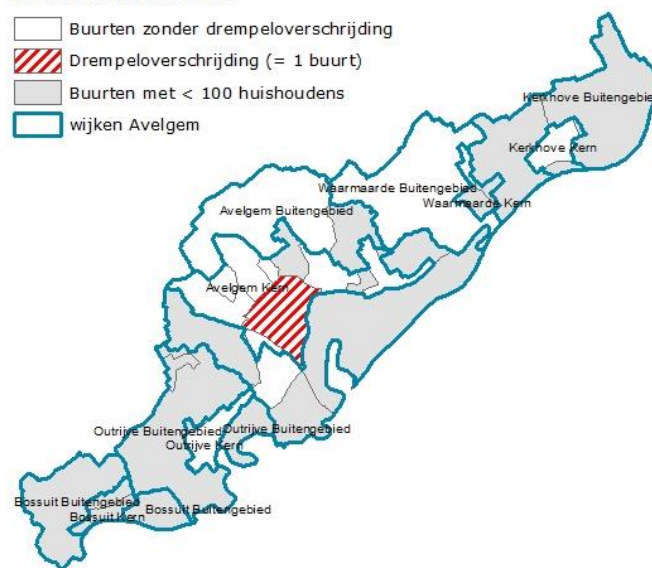 Buurten zonder drempeloverschrijding
Drempeloverschrijding (= 1 buurt)
Buurten met < 100 huishoudens
wijken Avelgem
Kerkhove Buitengebied
Kerkhove Kern
Waarmaarde Buitengebied
Waarmaarde Kern
Avelgem Buitengebied
Avelgem Kern
Outrijve Buitengebied
Outrijve Buitengebied
Outrijve Kern
Bossuit Buitengebied
Bossuit Buitengebied
Bossuit Kern